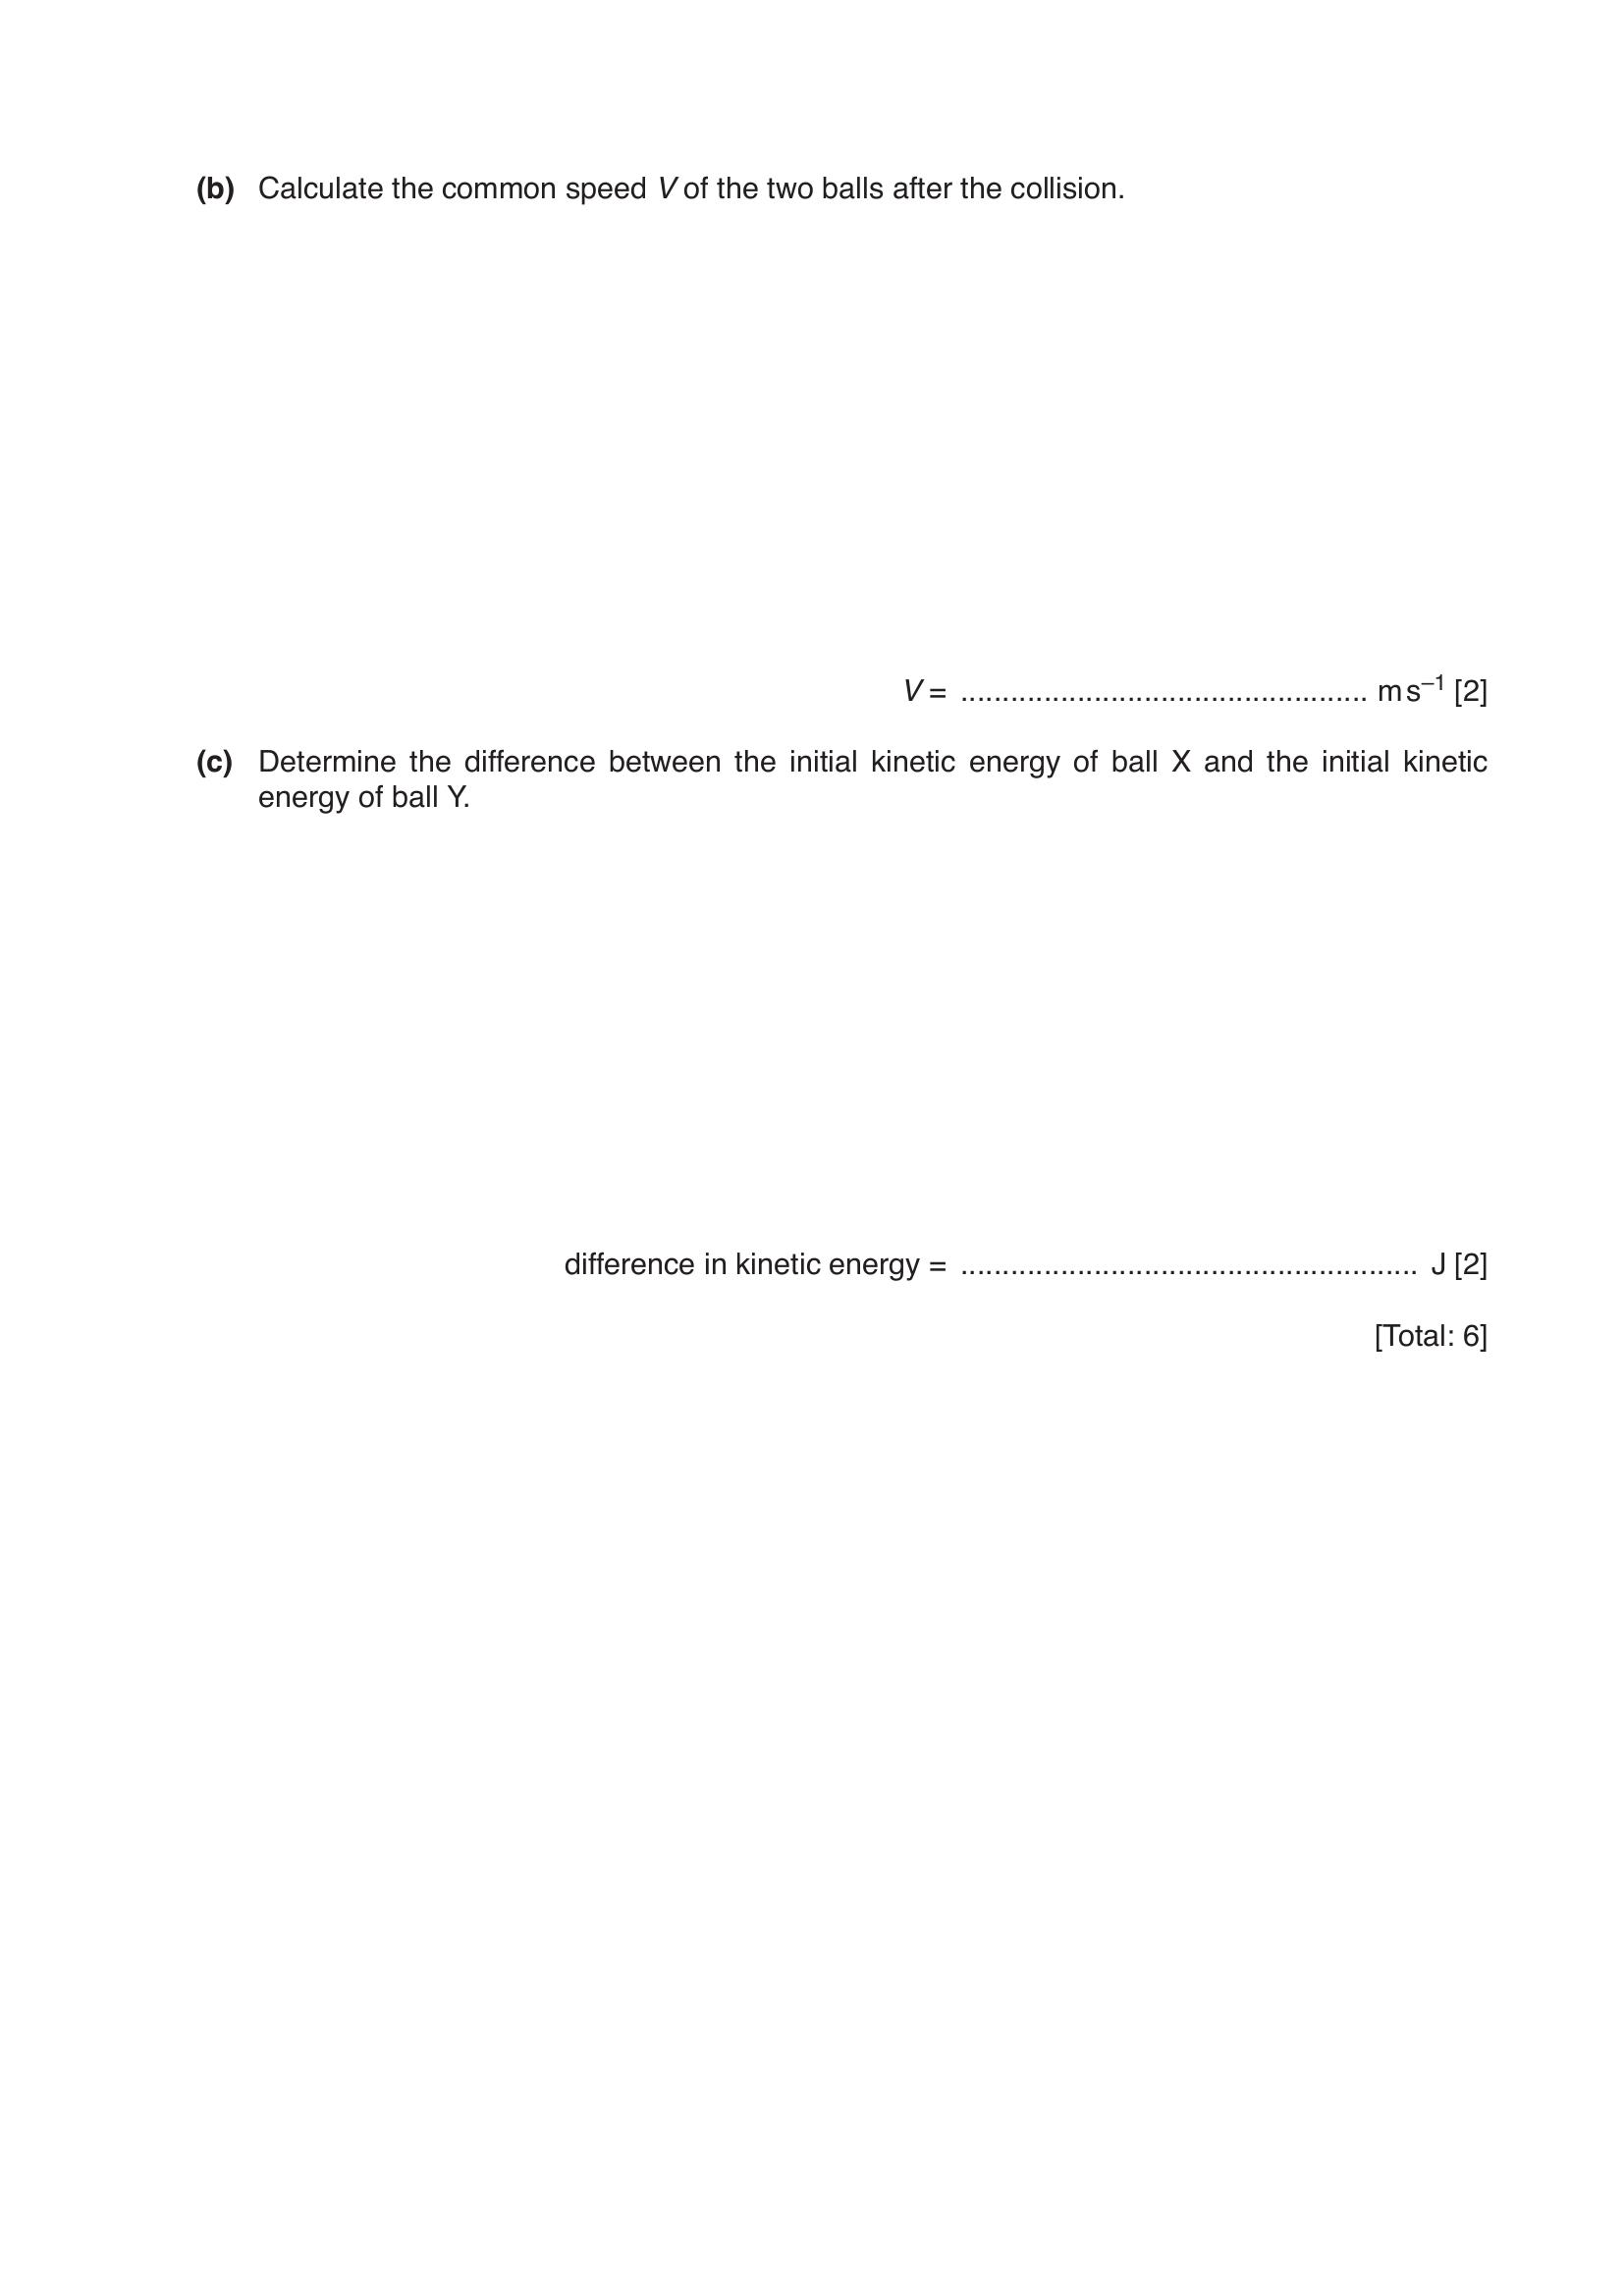 (b) Calculate the common speed V of the two balls after the collision.
V = ................................................. m s⁻¹ [2]
(c) Determine the difference between the initial kinetic energy of ball X and the initial kinetic
energy of ball Y.
difference in kinetic energy = ....................................................... J [2]
[Total: 6]